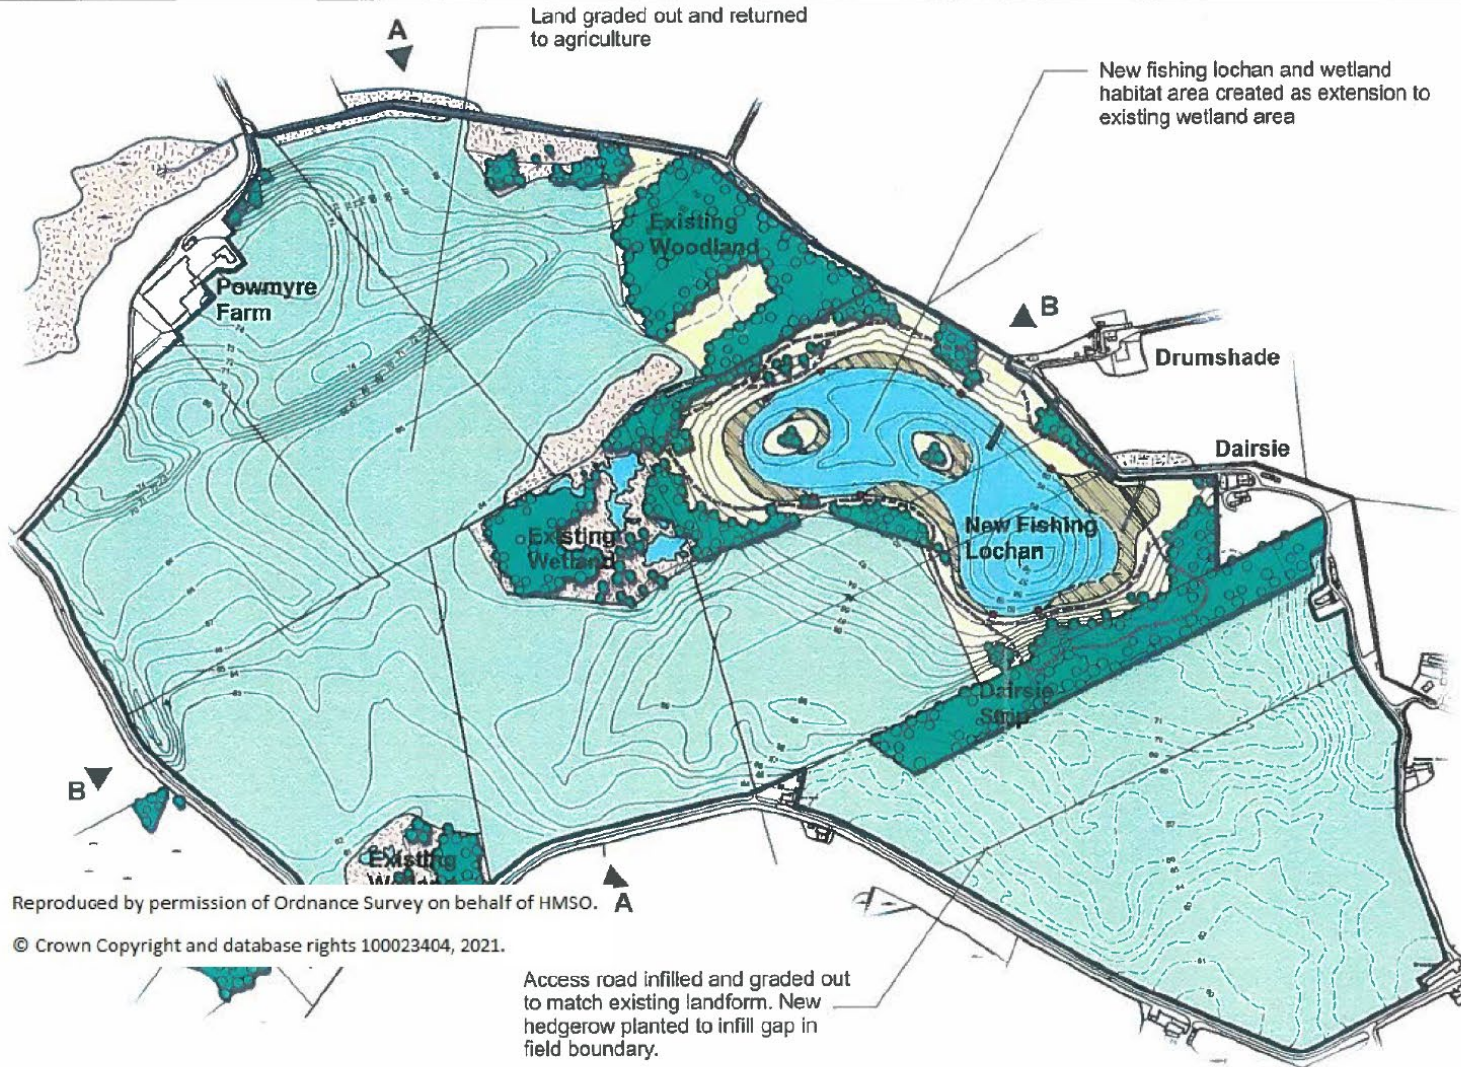 Land graded out and returned
to agriculture
A
New fishing lochan and wetland
habitat area created as extension to
existing wetland area
Existing
Woodland
Powmyre
Farm
B
Drumshade
Dairsie
New Fishing
Lochan
Existing
Wetland
Dairsie
Strip
B
Existing
A
Reproduced by permission of Ordnance Survey on behalf of HMSO.
© Crown Copyright and database rights 100023404, 2021.
Access road infilled and graded out
to match existing landform. New
hedgerow planted to infill gap in
field boundary.